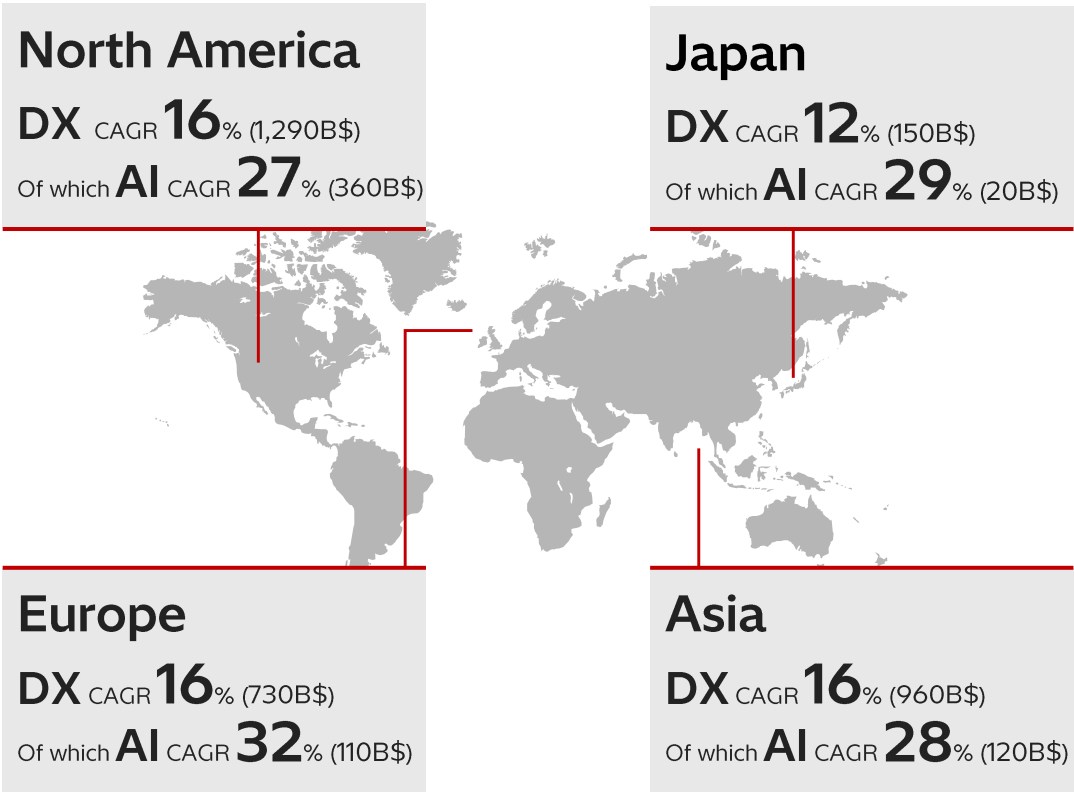 North America
DX CAGR 16% (1,290B$)
Of which AI CAGR 27% (360B$)
Japan
DX CAGR 12% (150B$)
Of which AI CAGR 29% (20B$)
Europe
DX CAGR 16% (730B$)
Of which AI CAGR 32% (110B$)
Asia
DX CAGR 16% (960B$)
Of which AI CAGR 28% (120B$)